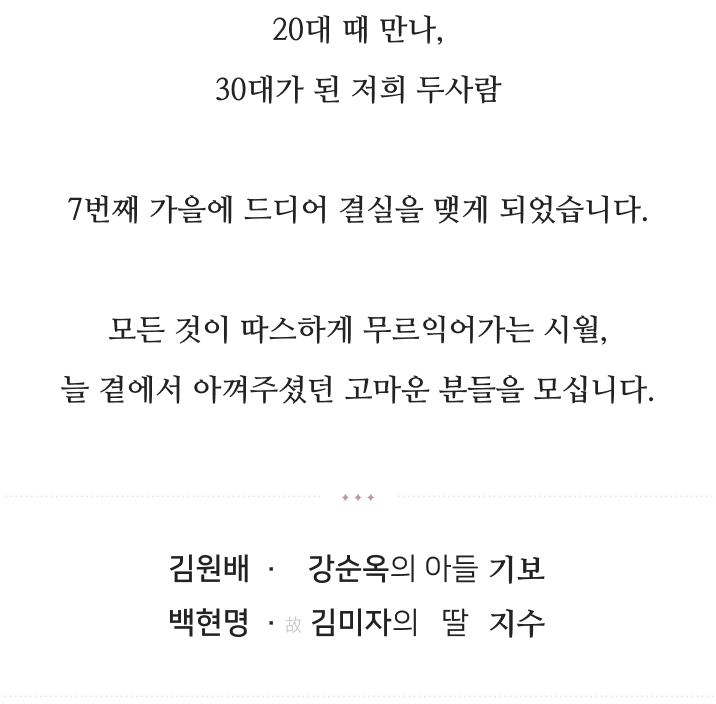 20대 때 만나,
30대가 된 저희 두사람
7번째 가을에 드디어 결실을 맺게 되었습니다.
모든 것이 따스하게 무르익어가는 시월,
늘 곁에서 아껴주셨던 고마운 분들을 모십니다.
김원배 · 강순옥의 아들 기보
백현명 · 故 김미자의 딸 지수